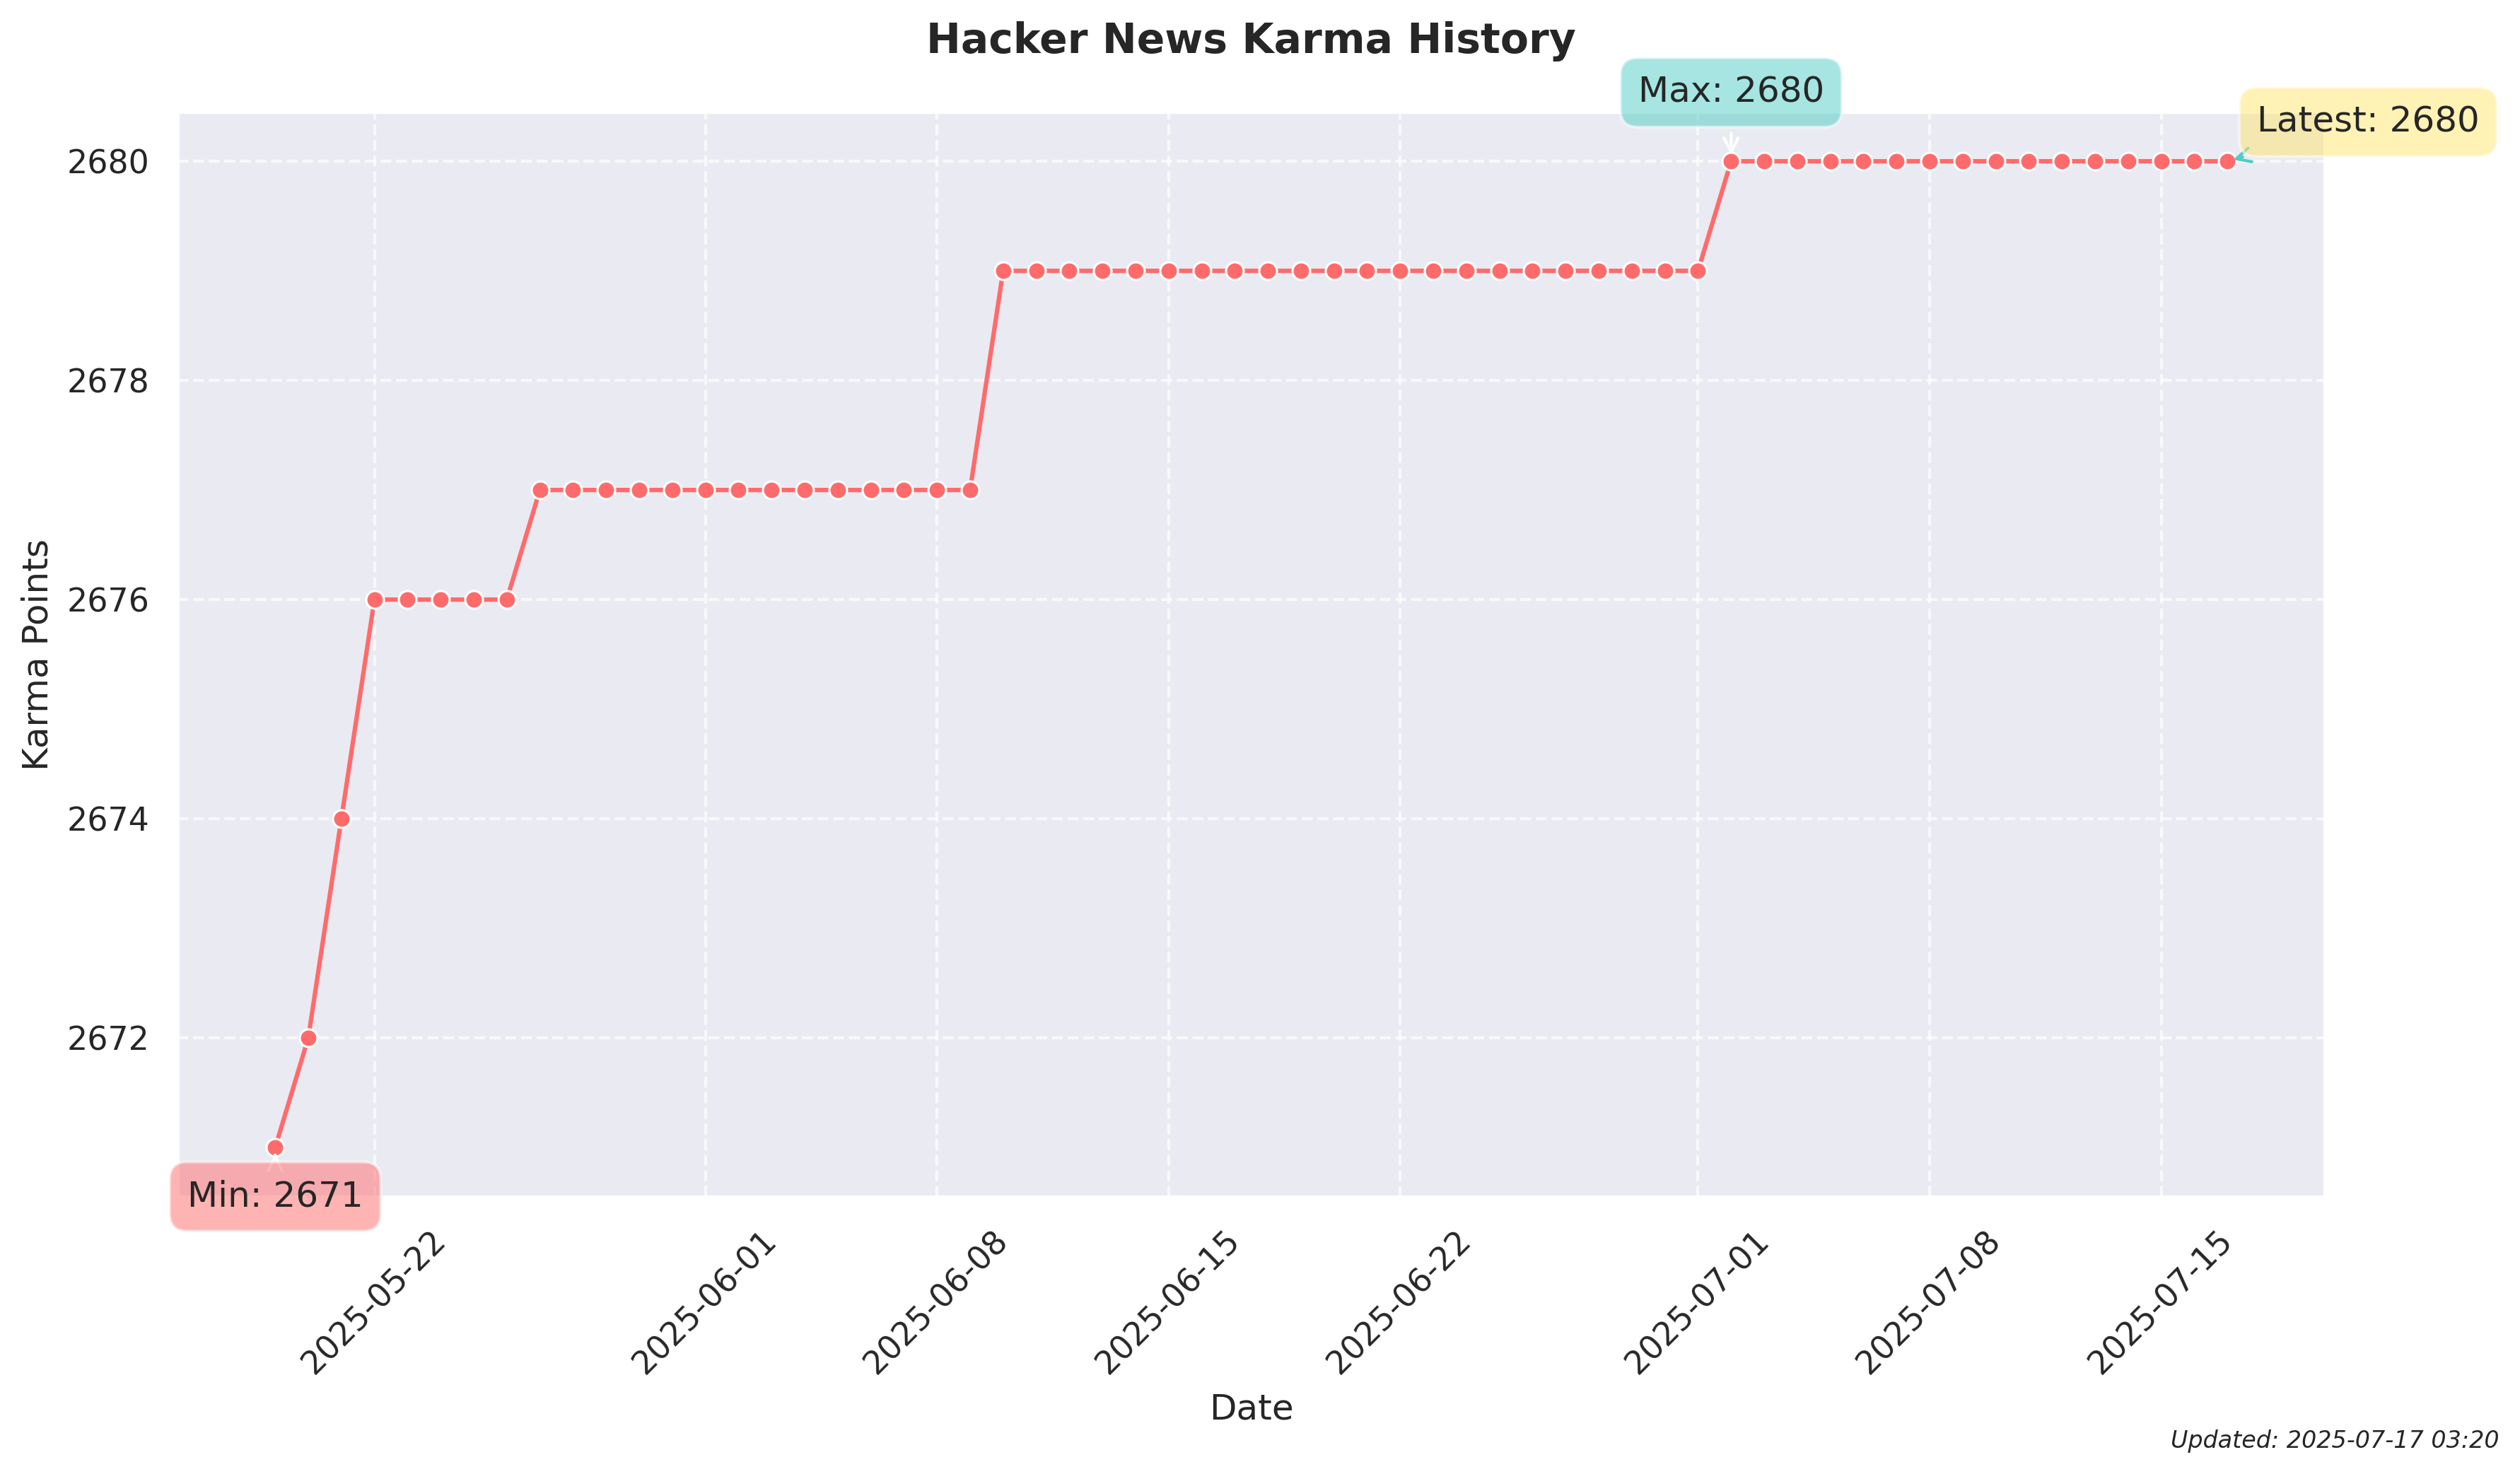 Hacker News Karma History
Max: 2680
Latest: 2680
2680
2678
2676
2674
2672
Karma Points
Min: 2671
2025-05-22
2025-06-01
2025-06-08
2025-06-15
2025-06-22
2025-07-01
2025-07-08
2025-07-15
Date
Updated: 2025-07-17 03:20